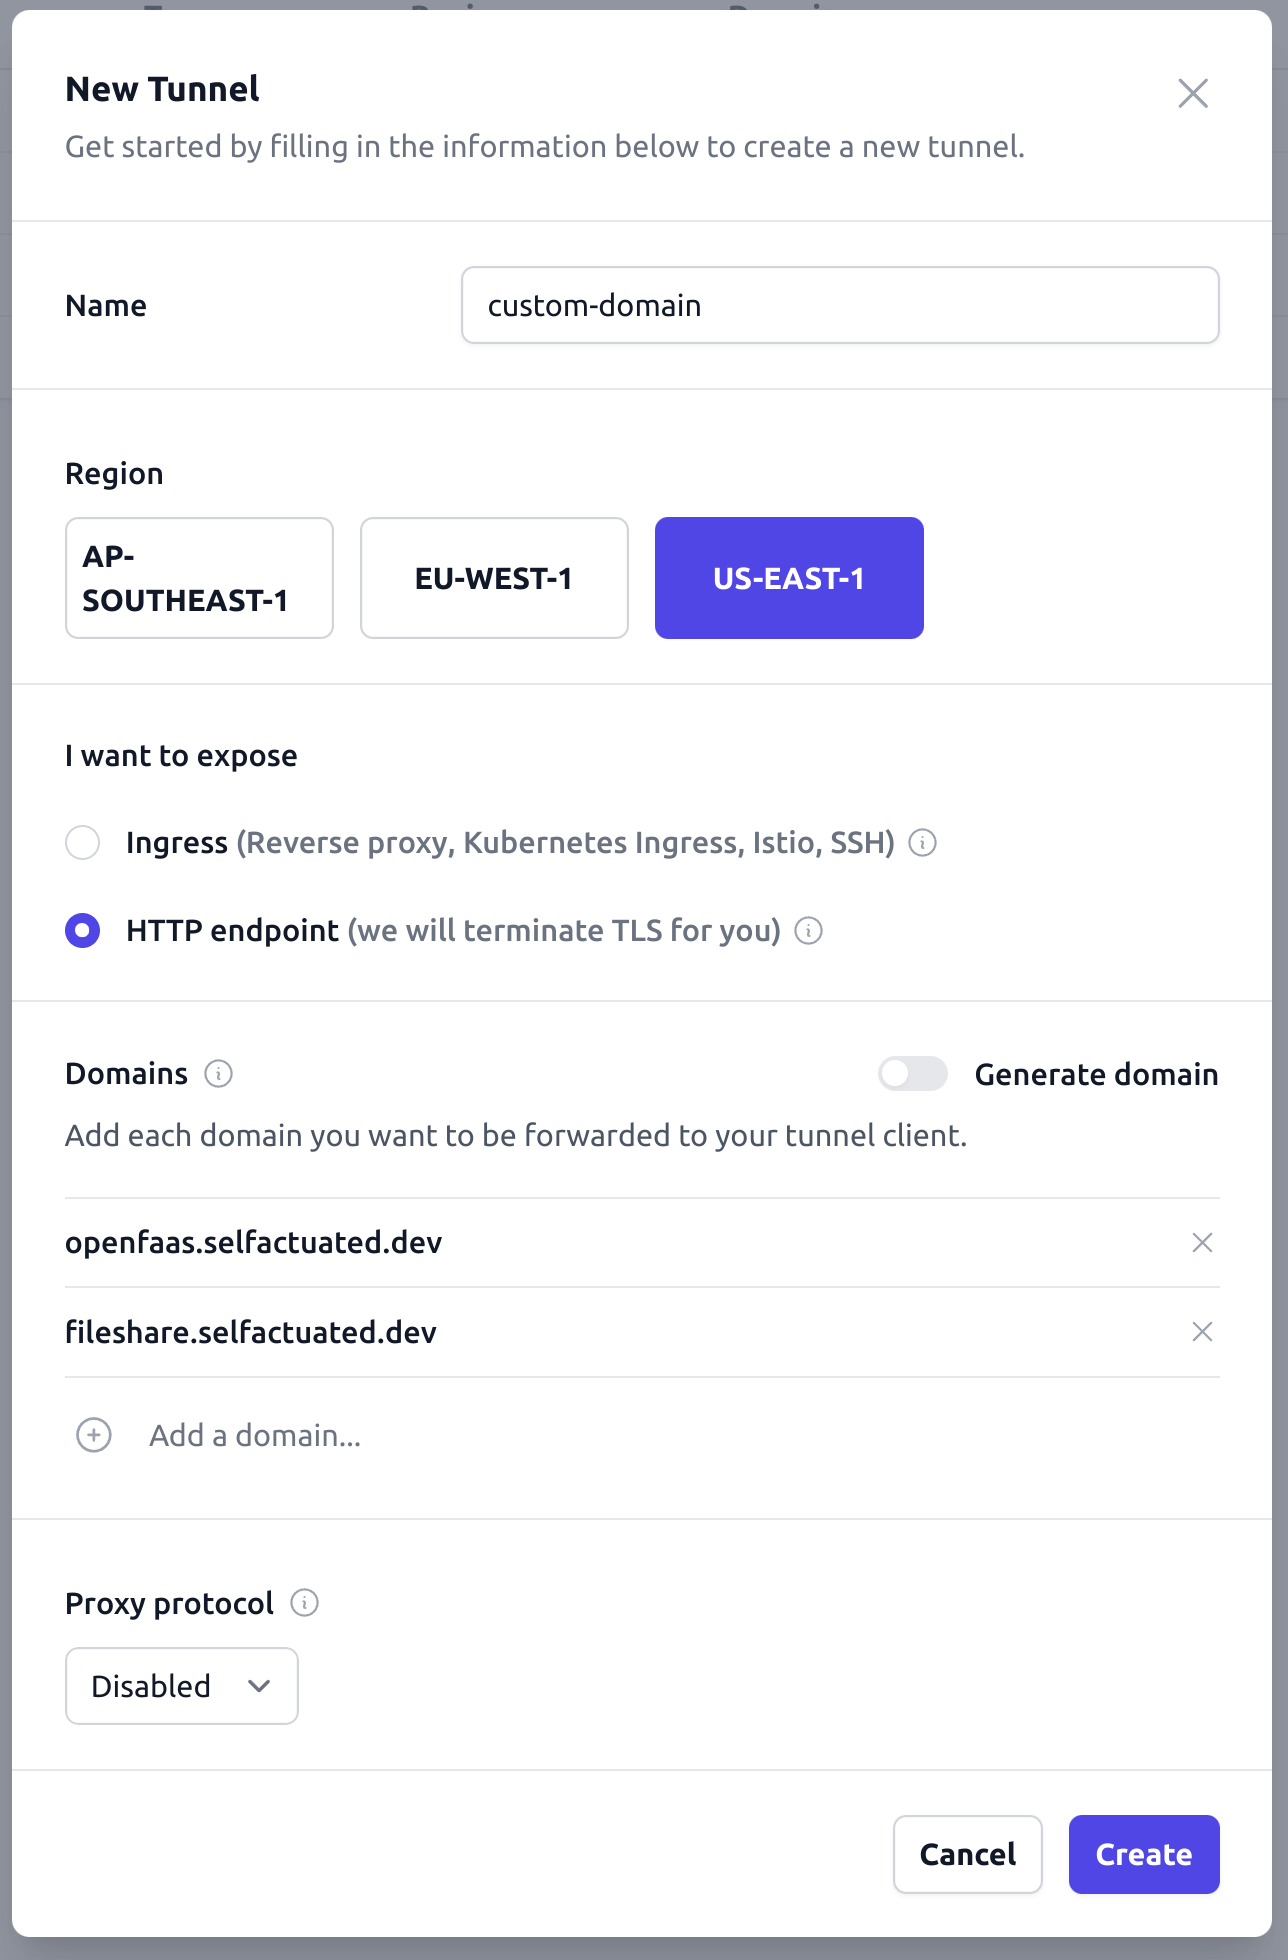 New Tunnel
Get started by filling in the information below to create a new tunnel.
Name
custom-domain
Region
AP-
SOUTHEAST-1
EU-WEST-1
US-EAST-1
I want to expose
Ingress (Reverse proxy, Kubernetes Ingress, Istio, SSH)
HTTP endpoint (we will terminate TLS for you)
Domains
Generate domain
Add each domain you want to be forwarded to your tunnel client.
openfaas.selfactuated.dev
fileshare.selfactuated.dev
Add a domain...
Proxy protocol
Disabled
Cancel
Create